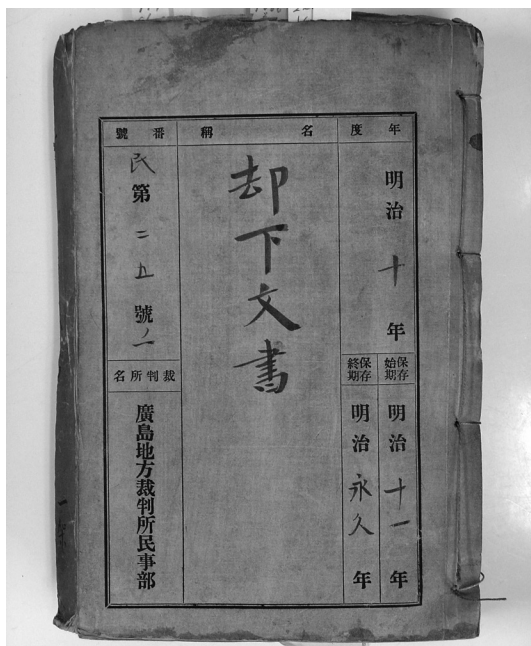 年度
明治十年
保存始期
明治十一年
保存終期
明治永久年
名稱
却下文書
番號
民第二五號ノ一
裁判所名
廣島地方裁判所民事部